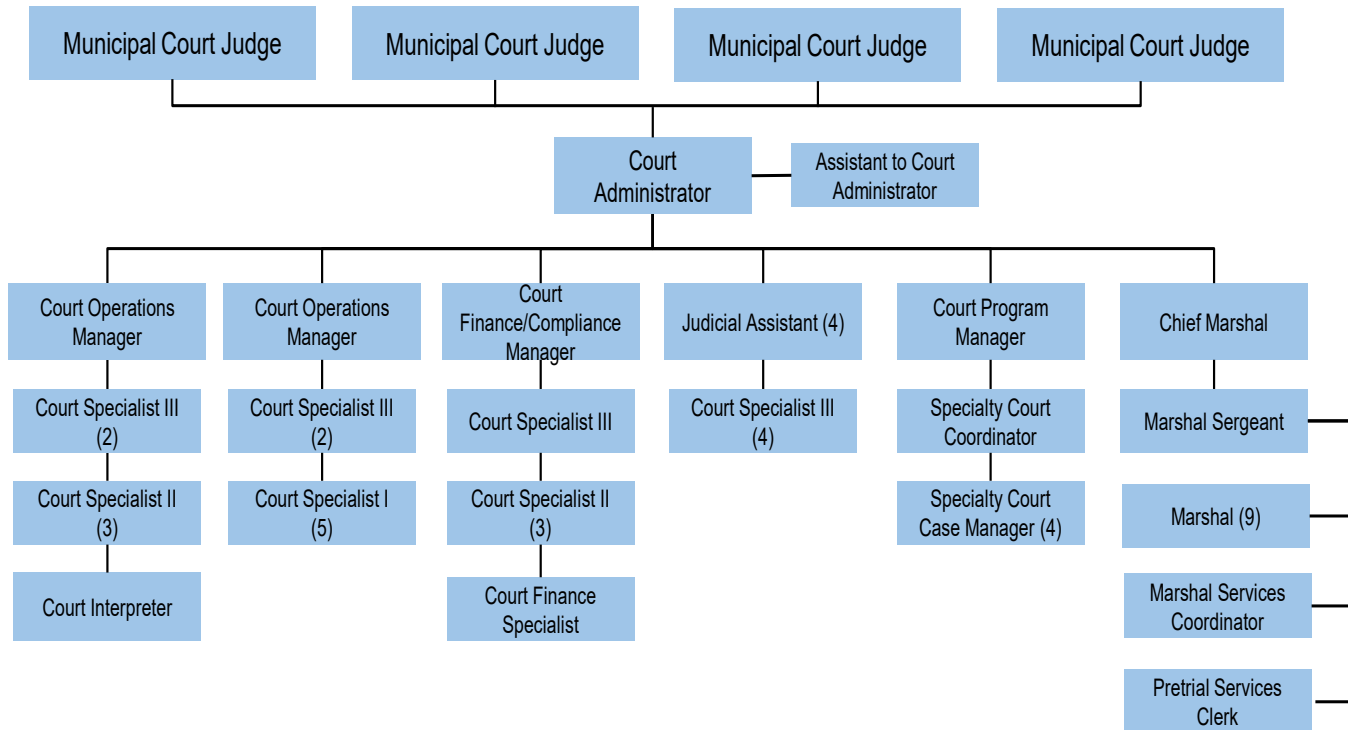 Municipal Court Judge
Municipal Court Judge
Municipal Court Judge
Municipal Court Judge
Court
Administrator
Assistant to Court
Administrator
Court Operations
Manager
Court Operations
Manager
Court
Finance/Compliance
Manager
Judicial Assistant (4)
Court Program
Manager
Chief Marshal
Court Specialist III
(2)
Court Specialist III
(2)
Court Specialist III
Court Specialist III
(4)
Specialty Court
Coordinator
Marshal Sergeant
Court Specialist II
(3)
Court Specialist I
(5)
Court Specialist II
(3)
Specialty Court
Case Manager (4)
Marshal (9)
Court Interpreter
Court Finance
Specialist
Marshal Services
Coordinator
Pretrial Services
Clerk